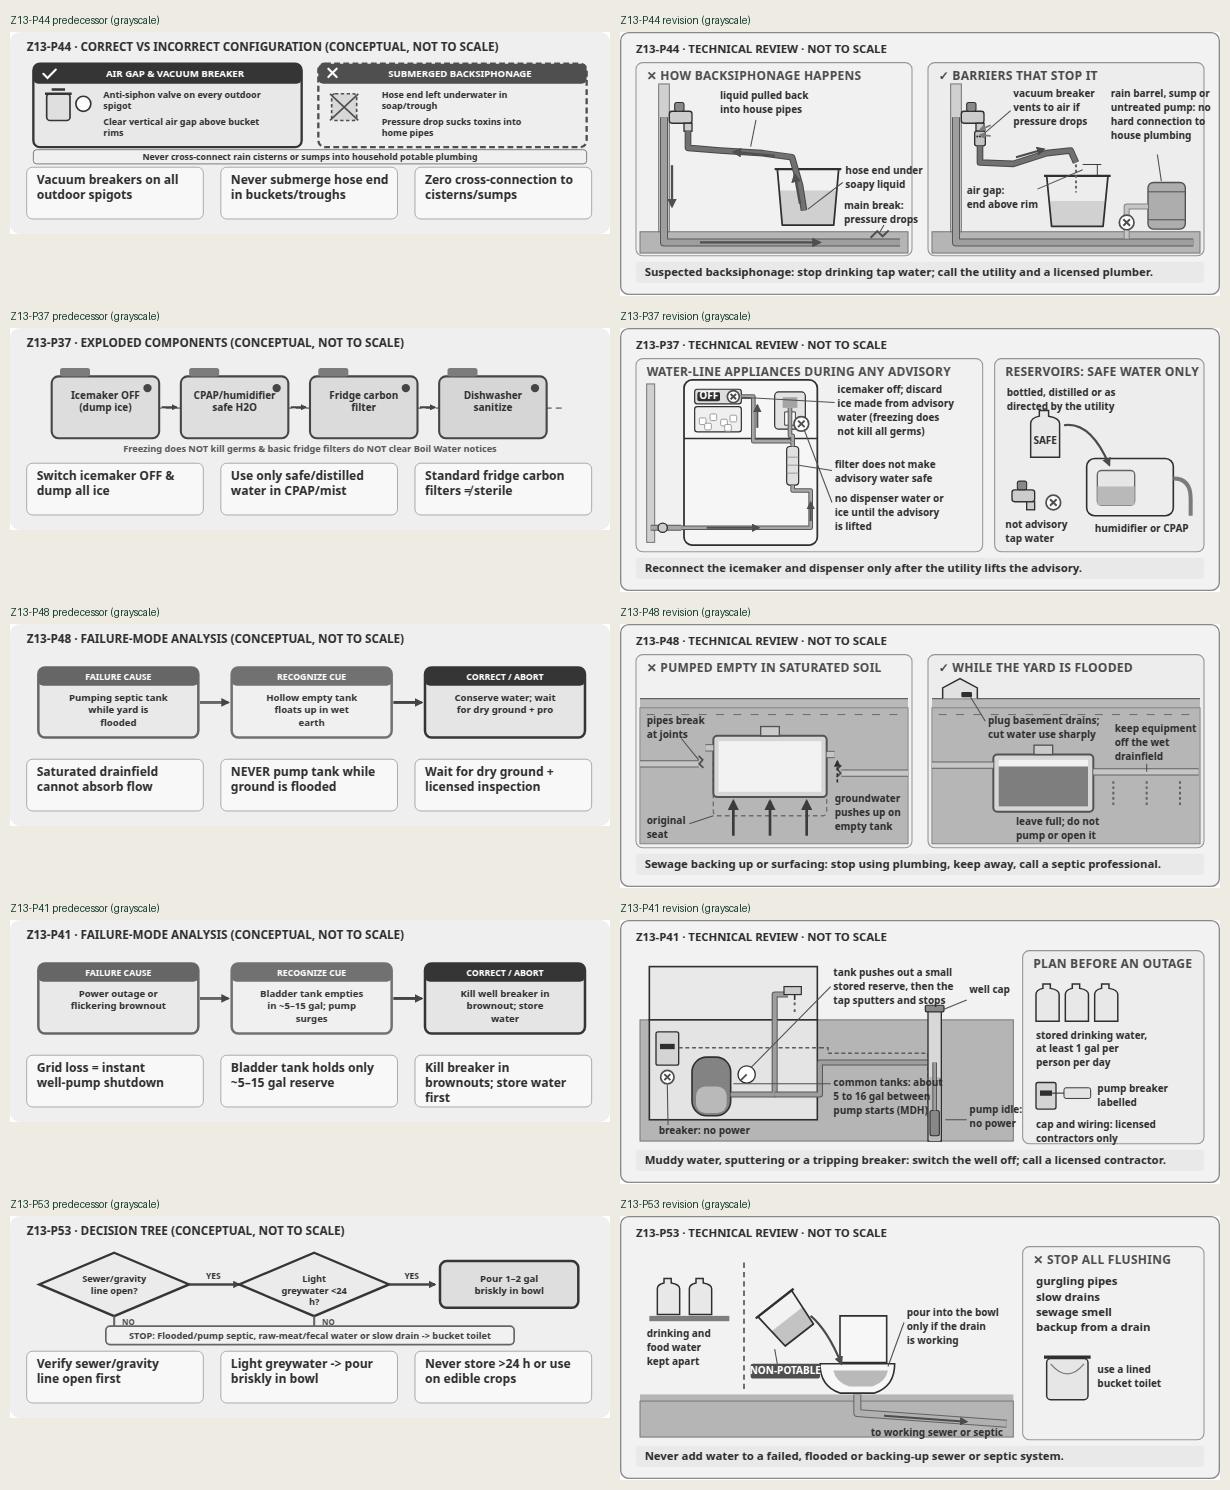 Z13-P44 predecessor (grayscale)
Z13-P44 · CORRECT VS INCORRECT CONFIGURATION (CONCEPTUAL, NOT TO SCALE)
AIR GAP & VACUUM BREAKER
Anti-siphon valve on every outdoor
spigot
Clear vertical air gap above bucket
rims
SUBMERGED BACKSIPHONAGE
Hose end left underwater in
soap/trough
Pressure drop sucks toxins into
home pipes
Never cross-connect rain cisterns or sumps into household potable plumbing
Vacuum breakers on all
outdoor spigots
Never submerge hose end
in buckets/troughs
Zero cross-connection to
cisterns/sumps
Z13-P44 revision (grayscale)
Z13-P44 · TECHNICAL REVIEW · NOT TO SCALE
✕ HOW BACKSIPHONAGE HAPPENS
liquid pulled back
into house pipes
hose end under
soapy liquid
main break:
pressure drops
✓ BARRIERS THAT STOP IT
vacuum breaker
vents to air if
pressure drops
rain barrel, sump or
untreated pump: no
hard connection to
house plumbing
air gap:
end above rim
Suspected backsiphonage: stop drinking tap water; call the utility and a licensed plumber.
Z13-P37 predecessor (grayscale)
Z13-P37 · EXPLODED COMPONENTS (CONCEPTUAL, NOT TO SCALE)
Icemaker OFF
(dump ice)
CPAP/humidifier
safe H2O
Fridge carbon
filter
Dishwasher
sanitize
Freezing does NOT kill germs & basic fridge filters do NOT clear Boil Water notices
Switch icemaker OFF &
dump all ice
Use only safe/distilled
water in CPAP/mist
Standard fridge carbon
filters ≠sterile
Z13-P37 revision (grayscale)
Z13-P37 · TECHNICAL REVIEW · NOT TO SCALE
WATER-LINE APPLIANCES DURING ANY ADVISORY
OFF
icemaker off; discard
ice made from advisory
water (freezing does
not kill all germs)
filter does not make
advisory water safe
no dispenser water or
ice until the advisory
is lifted
RESERVOIRS: SAFE WATER ONLY
bottled, distilled or as
directed by the utility
SAFE
not advisory
tap water
humidifier or CPAP
Reconnect the icemaker and dispenser only after the utility lifts the advisory.
Z13-P48 predecessor (grayscale)
Z13-P48 · FAILURE-MODE ANALYSIS (CONCEPTUAL, NOT TO SCALE)
FAILURE CAUSE
Pumping septic tank
while yard is
flooded
RECOGNIZE CUE
Hollow empty tank
floats up in wet
earth
CORRECT / ABORT
Conserve water; wait
for dry ground + pro
Saturated drainfield
cannot absorb flow
NEVER pump tank while
ground is flooded
Wait for dry ground +
licensed inspection
Z13-P48 revision (grayscale)
Z13-P48 · TECHNICAL REVIEW · NOT TO SCALE
✕ PUMPED EMPTY IN SATURATED SOIL
pipes break
at joints
original
seat
groundwater
pushes up on
empty tank
✓ WHILE THE YARD IS FLOODED
plug basement drains;
cut water use sharply
keep equipment
off the wet
drainfield
leave full; do not
pump or open it
Sewage backing up or surfacing: stop using plumbing, keep away, call a septic professional.
Z13-P41 predecessor (grayscale)
Z13-P41 · FAILURE-MODE ANALYSIS (CONCEPTUAL, NOT TO SCALE)
FAILURE CAUSE
Power outage or
flickering brownout
RECOGNIZE CUE
Bladder tank empties
in ~5–15 gal; pump
surges
CORRECT / ABORT
Kill well breaker in
brownout; store
water
Grid loss = instant
well-pump shutdown
Bladder tank holds only
~5–15 gal reserve
Kill breaker in
brownouts; store water
first
Z13-P41 revision (grayscale)
Z13-P41 · TECHNICAL REVIEW · NOT TO SCALE
tank pushes out a small
stored reserve, then the
tap sputters and stops
well cap
common tanks: about
5 to 16 gal between
pump starts (MDH)
pump idle:
no power
breaker: no power
PLAN BEFORE AN OUTAGE
stored drinking water,
at least 1 gal per
person per day
pump breaker
labelled
cap and wiring: licensed
contractors only
Muddy water, sputtering or a tripping breaker: switch the well off; call a licensed contractor.
Z13-P53 predecessor (grayscale)
Z13-P53 · DECISION TREE (CONCEPTUAL, NOT TO SCALE)
Sewer/gravity
line open?
YES
Light
greywater <24
h?
YES
Pour 1–2 gal
briskly in bowl
NO
NO
STOP: Flooded/pump septic, raw-meat/fecal water or slow drain -> bucket toilet
Verify sewer/gravity
line open first
Light greywater -> pour
briskly in bowl
Never store >24 h or use
on edible crops
Z13-P53 revision (grayscale)
Z13-P53 · TECHNICAL REVIEW · NOT TO SCALE
drinking and
food water
kept apart
NON-POTABLE
pour into the bowl
only if the drain
is working
to working sewer or septic
✕ STOP ALL FLUSHING
gurgling pipes
slow drains
sewage smell
backup from a drain
use a lined
bucket toilet
Never add water to a failed, flooded or backing-up sewer or septic system.